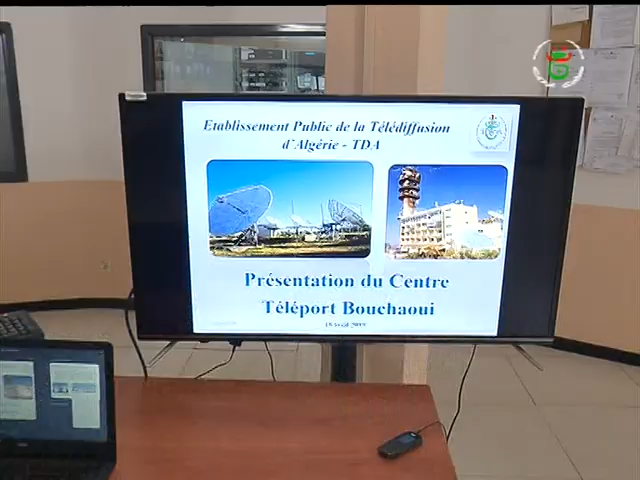 Etablissement Public de la Télédiffusion
d'Algérie - TDA
Présentation du Centre
Téléport Bouchaoui